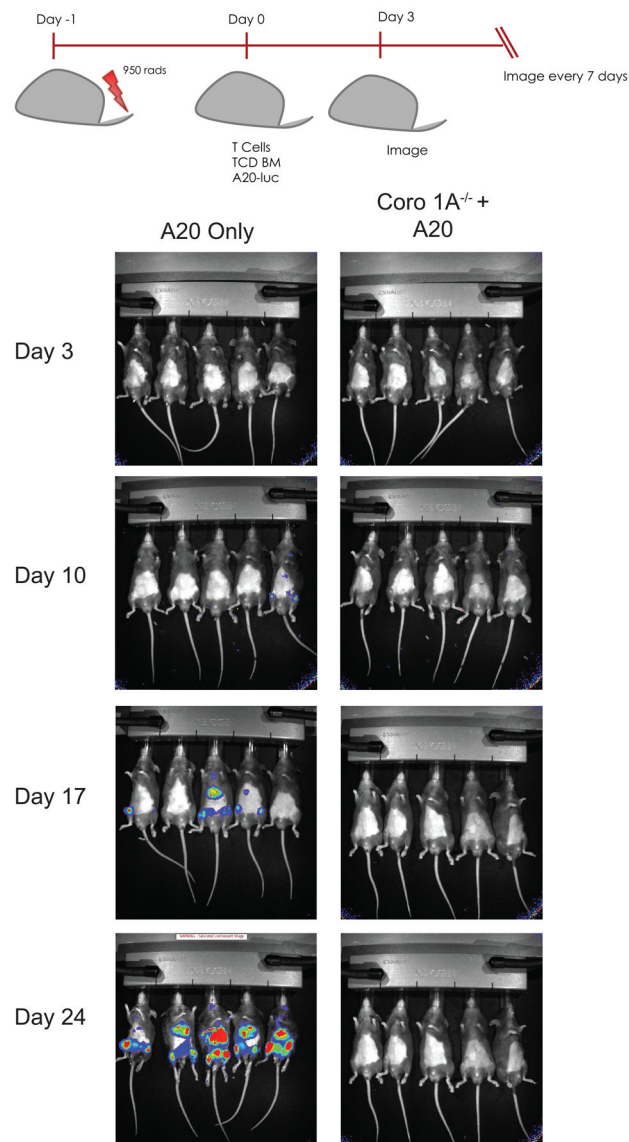 Day -1
Day 0
Day 3
950 rads
Image every 7 days
T Cells
TCD BM
A20-luc
Image
A20 Only
Coro 1A-/- +
A20
Day 3
Day 10
Day 17
Day 24